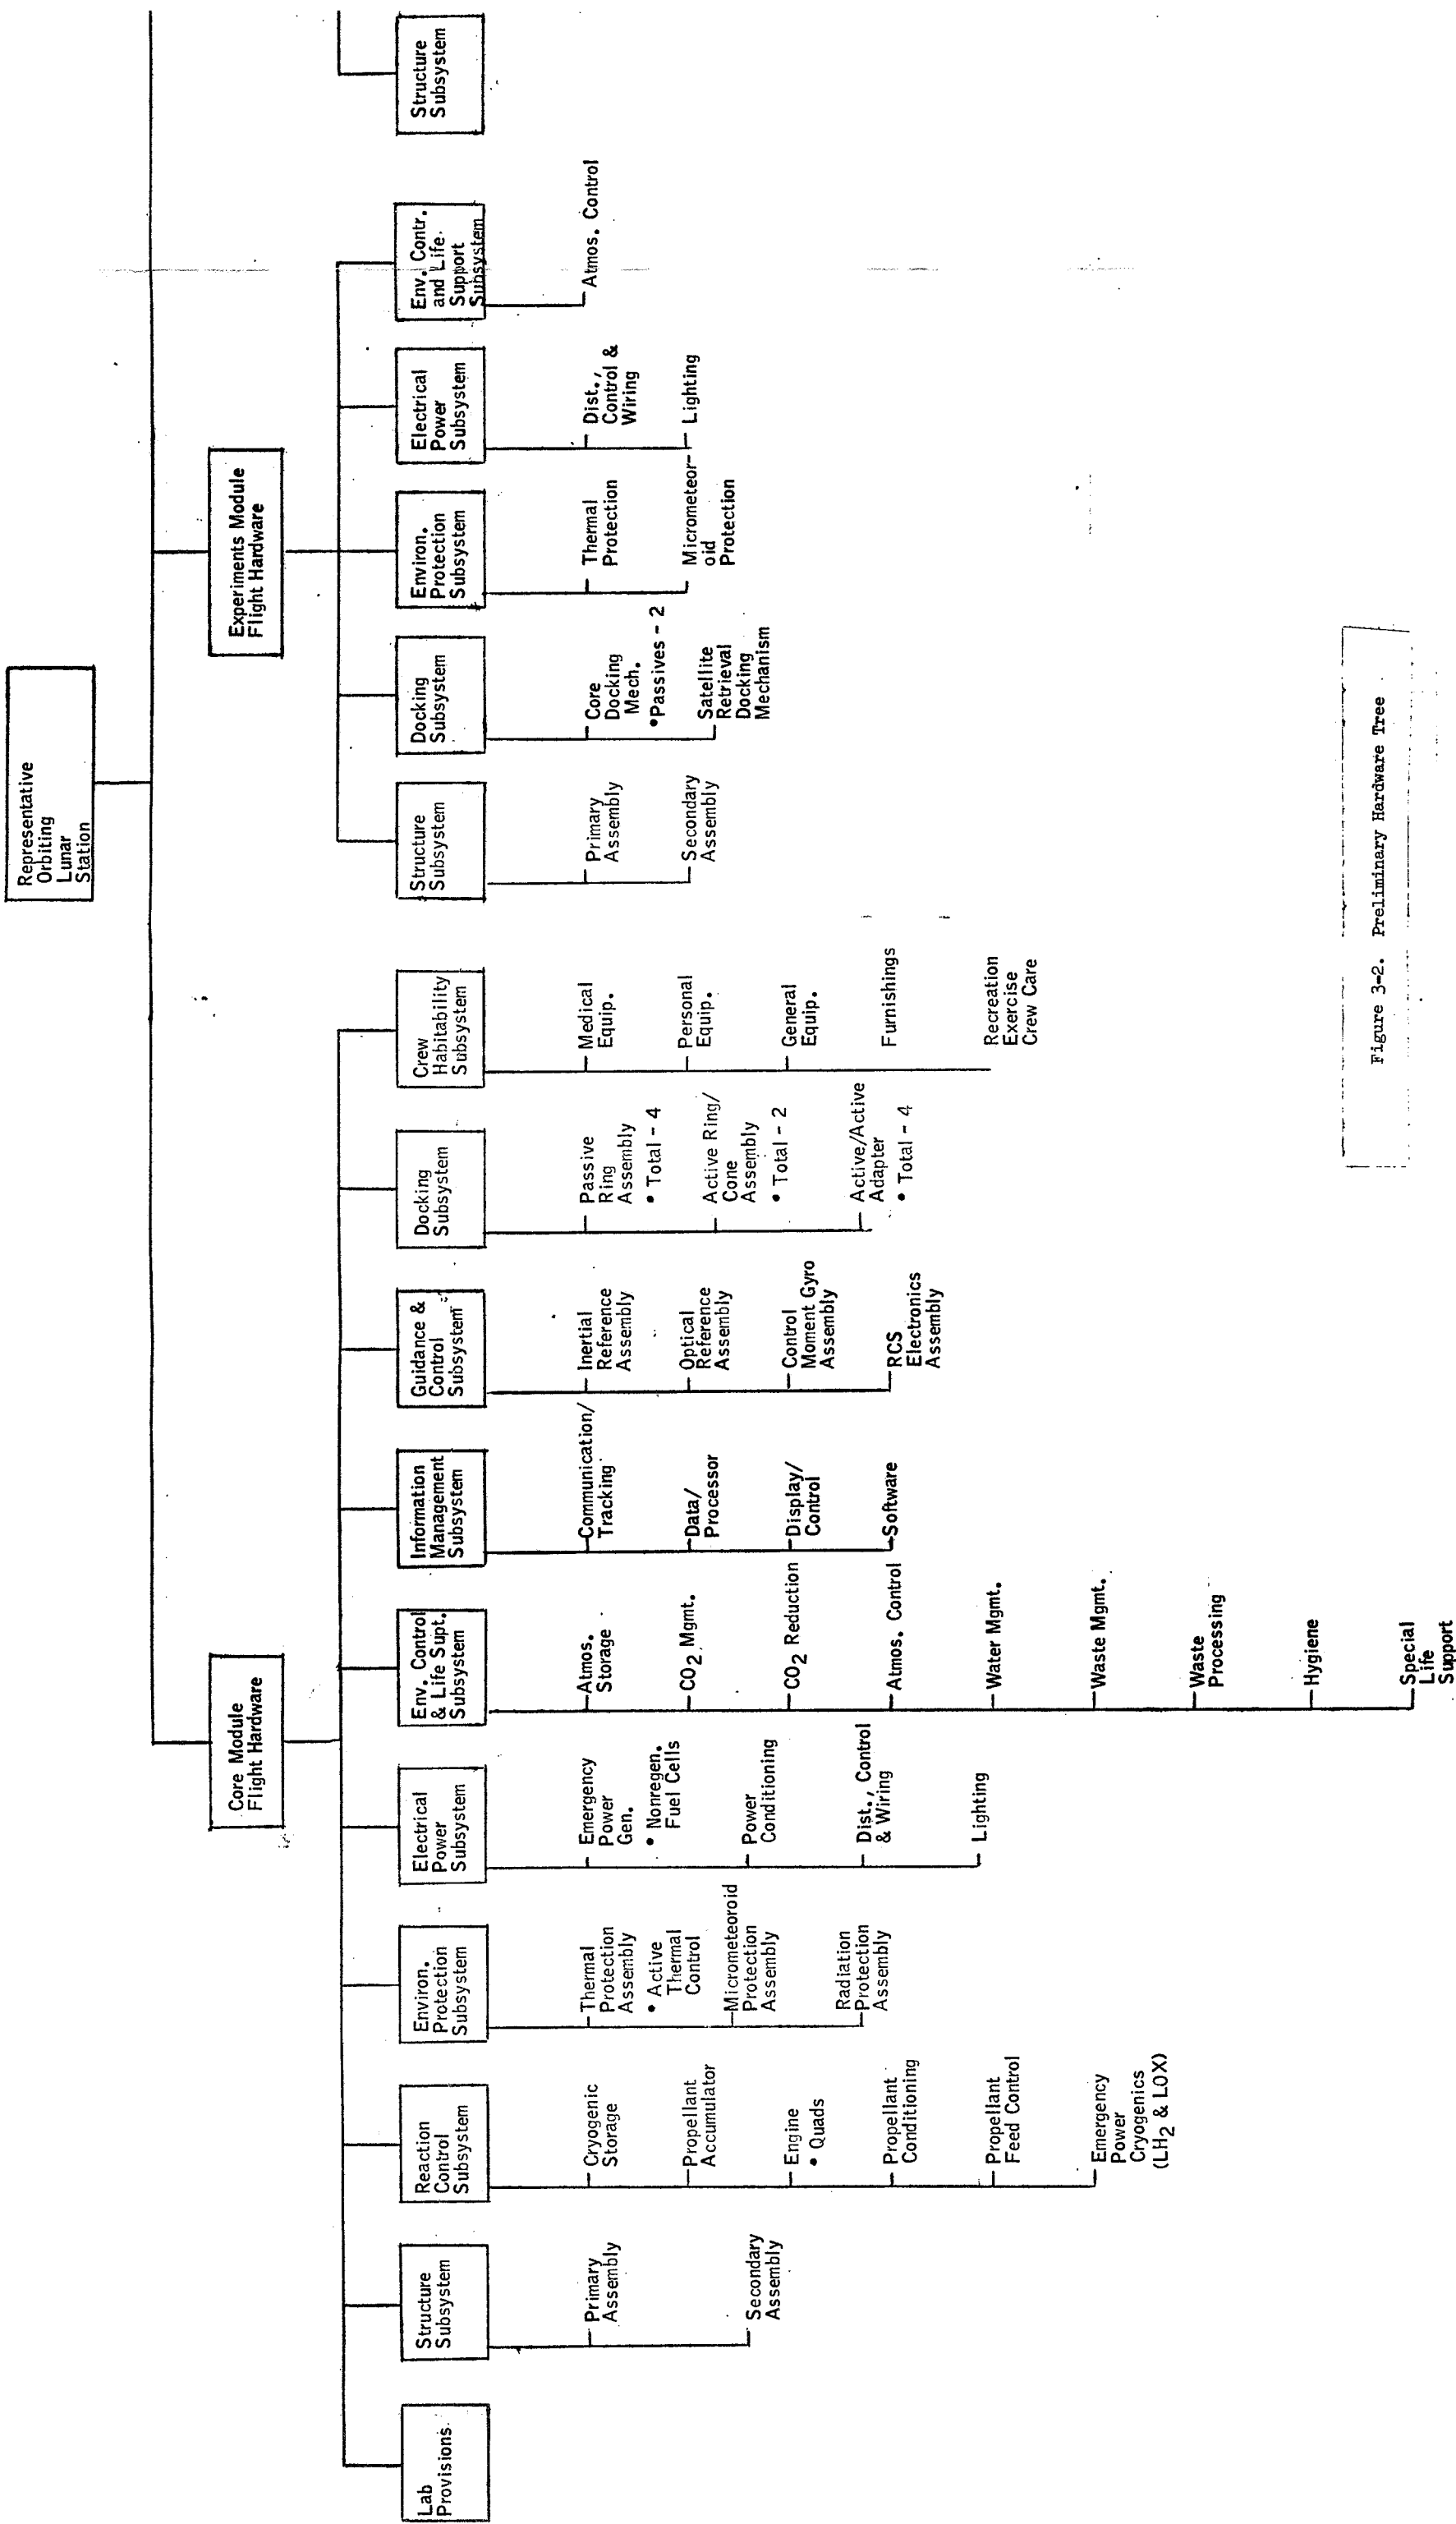 Representative
Orbiting
Lunar
Station
Core Module
Flight Hardware
Experiments Module
Flight Hardware
Lab
Provisions
Structure
Subsystem
Primary
Assembly
Secondary
Assembly
Reaction
Control
Subsystem
Cryogenic
Storage
Propellant
Accumulator
Engine
• Quads
Propellant
Conditioning
Propellant
Feed Control
Emergency
Power
Cryogenics
(LH2 & LOX)
Environ.
Protection
Subsystem
Thermal
Protection
Assembly
• Active
Thermal
Control
Micrometeoroid
Protection
Assembly
Radiation
Protection
Assembly
Electrical
Power
Subsystem
Emergency
Power
Gen.
• Nonregen.
Fuel Cells
Power
Conditioning
Dist., Control
& Wiring
Lighting
Env. Control
& Life Supt.
Subsystem
Atmos.
Storage
CO2 Mgmt.
CO2 Reduction
Atmos. Control
Water Mgmt.
Waste Mgmt.
Waste
Processing
Hygiene
Special
Life
Support
Information
Management
Subsystem
Communication/
Tracking
Data/
Processor
Display/
Control
Software
Guidance &
Control
Subsystem
Inertial
Reference
Assembly
Optical
Reference
Assembly
Control
Moment Gyro
Assembly
RCS
Electronics
Assembly
Docking
Subsystem
Passive
Ring
Assembly
• Total - 4
Active Ring/
Cone
Assembly
• Total - 2
Active/Active
Adapter
• Total - 4
Crew
Habitability
Subsystem
Medical
Equip.
Personal
Equip.
General
Equip.
Furnishings
Recreation
Exercise
Crew Care
Structure
Subsystem
Primary
Assembly
Secondary
Assembly
Docking
Subsystem
Core
Docking
Mech.
• Passives - 2
Satellite
Retrieval
Docking
Mechanism
Environ.
Protection
Subsystem
Thermal
Protection
Micrometeor-
oid
Protection
Electrical
Power
Subsystem
Dist.,
Control &
Wiring
Lighting
Env. Contr.
and Life
Support
Subsystem
Atmos. Control
Structure
Subsystem
Figure 3-2. Preliminary Hardware Tree